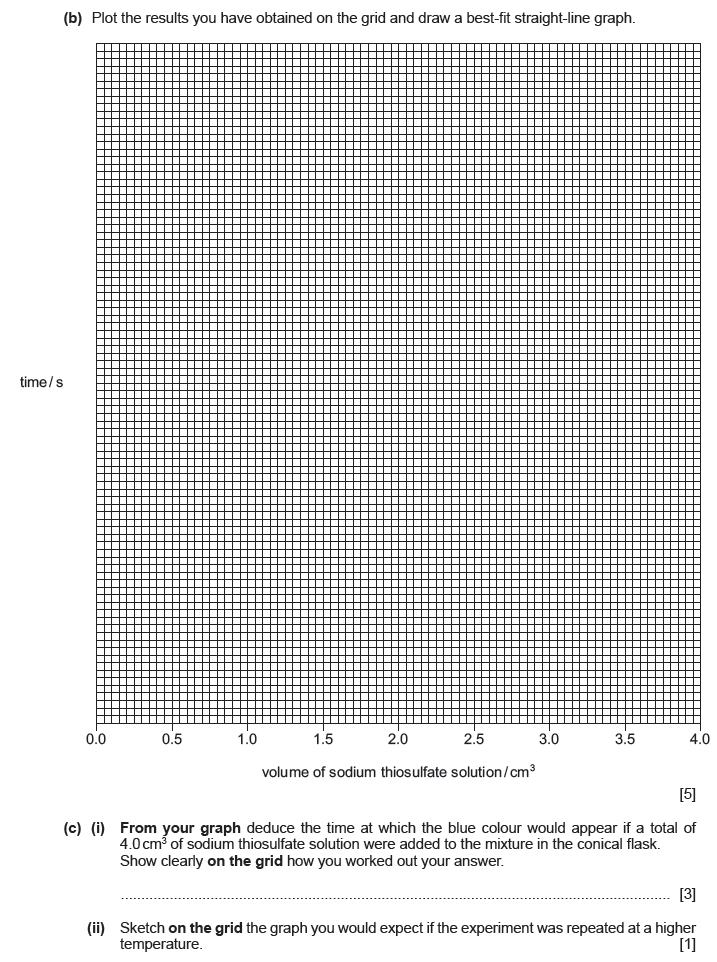 (b) Plot the results you have obtained on the grid and draw a best-fit straight-line graph.
time / s
0.0 0.5 1.0 1.5 2.0 2.5 3.0 3.5 4.0
volume of sodium thiosulfate solution / cm³
[5]
(c) (i) From your graph deduce the time at which the blue colour would appear if a total of
4.0 cm³ of sodium thiosulfate solution were added to the mixture in the conical flask.
Show clearly on the grid how you worked out your answer.
............................................................................................................................ [3]
(ii) Sketch on the grid the graph you would expect if the experiment was repeated at a higher
temperature. [1]